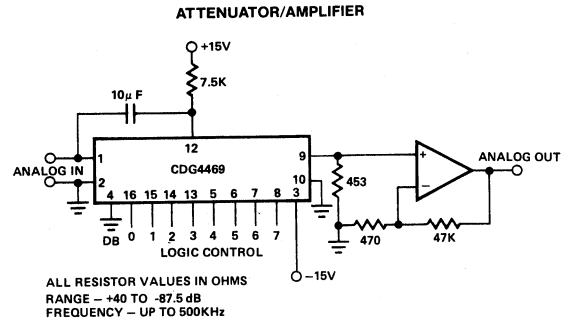 ATTENUATOR/AMPLIFIER
+15V
7.5K
10µF
12
1
ANALOG IN
2
CDG4469
9
10
4 16 15 14 13 5 6 7 8 3
453
+
−
ANALOG OUT
470
47K
DB 0 1 2 3 4 5 6 7
LOGIC CONTROL
−15V
ALL RESISTOR VALUES IN OHMS
RANGE — +40 TO -87.5 dB
FREQUENCY — UP TO 500KHz